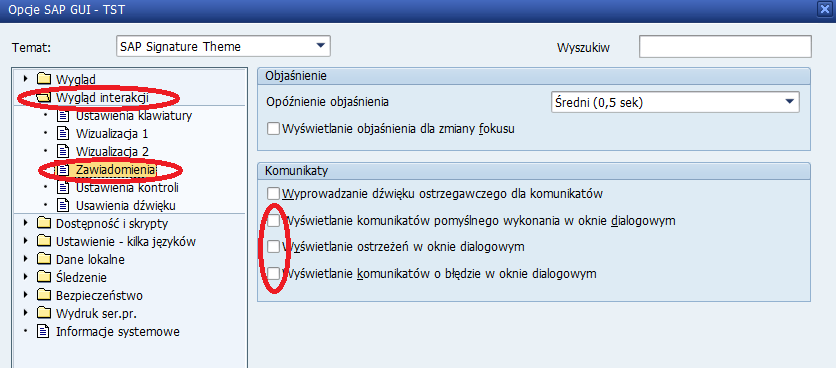 Opcje SAP GUI - TST
Temat:
SAP Signature Theme
Wyszukiw
Wygląd
Wygląd interakcji
Ustawienia klawiatury
Wizualizacja 1
Wizualizacja 2
Zawiadomienia
Ustawienia kontroli
Usawienia dźwięku
Dostępność i skrypty
Ustawienie - kilka języków
Dane lokalne
Śledzenie
Bezpieczeństwo
Wydruk ser.pr.
Informacje systemowe
Objaśnienie
Opóźnienie objaśnienia
Średni (0,5 sek)
Wyświetlanie objaśnienia dla zmiany fokusu
Komunikaty
Wyprowadzanie dźwięku ostrzegawczego dla komunikatów
Wyświetlanie komunikatów pomyślnego wykonania w oknie dialogowym
Wyświetlanie ostrzeżeń w oknie dialogowym
Wyświetlanie komunikatów o błędzie w oknie dialogowym